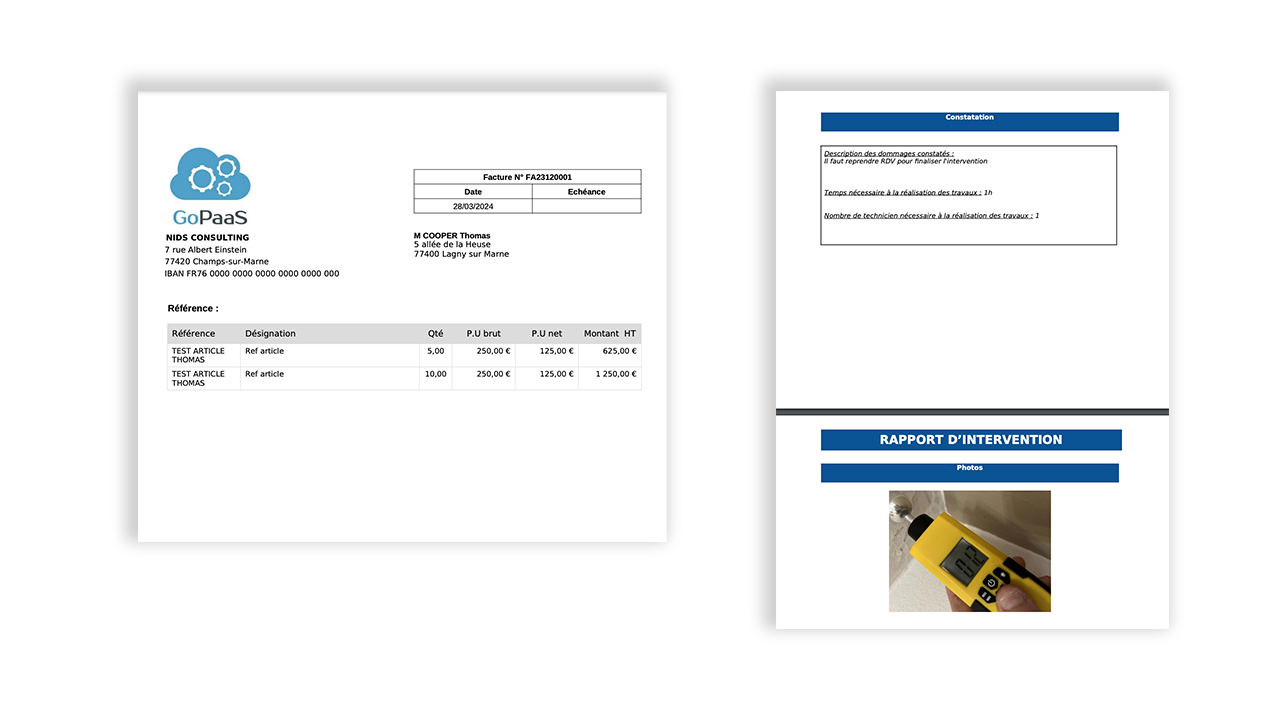 GoPaaS
NIDS CONSULTING
7 rue Albert Einstein
77420 Champs-sur-Marne
IBAN FR76 0000 0000 0000 0000 0000 000
Facture N° FA23120001
Date Echéance
28/03/2024
M COOPER Thomas
5 allée de la Heuse
77400 Lagny sur Marne
Référence :
Référence Désignation Qté P.U brut P.U net Montant HT
TEST ARTICLE THOMAS Ref article 5,00 250,00 € 125,00 € 625,00 €
TEST ARTICLE THOMAS Ref article 10,00 250,00 € 125,00 € 1 250,00 €
Constatation
Description des dommages constatés :
Il faut reprendre RDV pour finaliser l'intervention
Temps nécessaire à la réalisation des travaux : 1h
Nombre de technicien nécessaire à la réalisation des travaux : 1
RAPPORT D’INTERVENTION
Photos